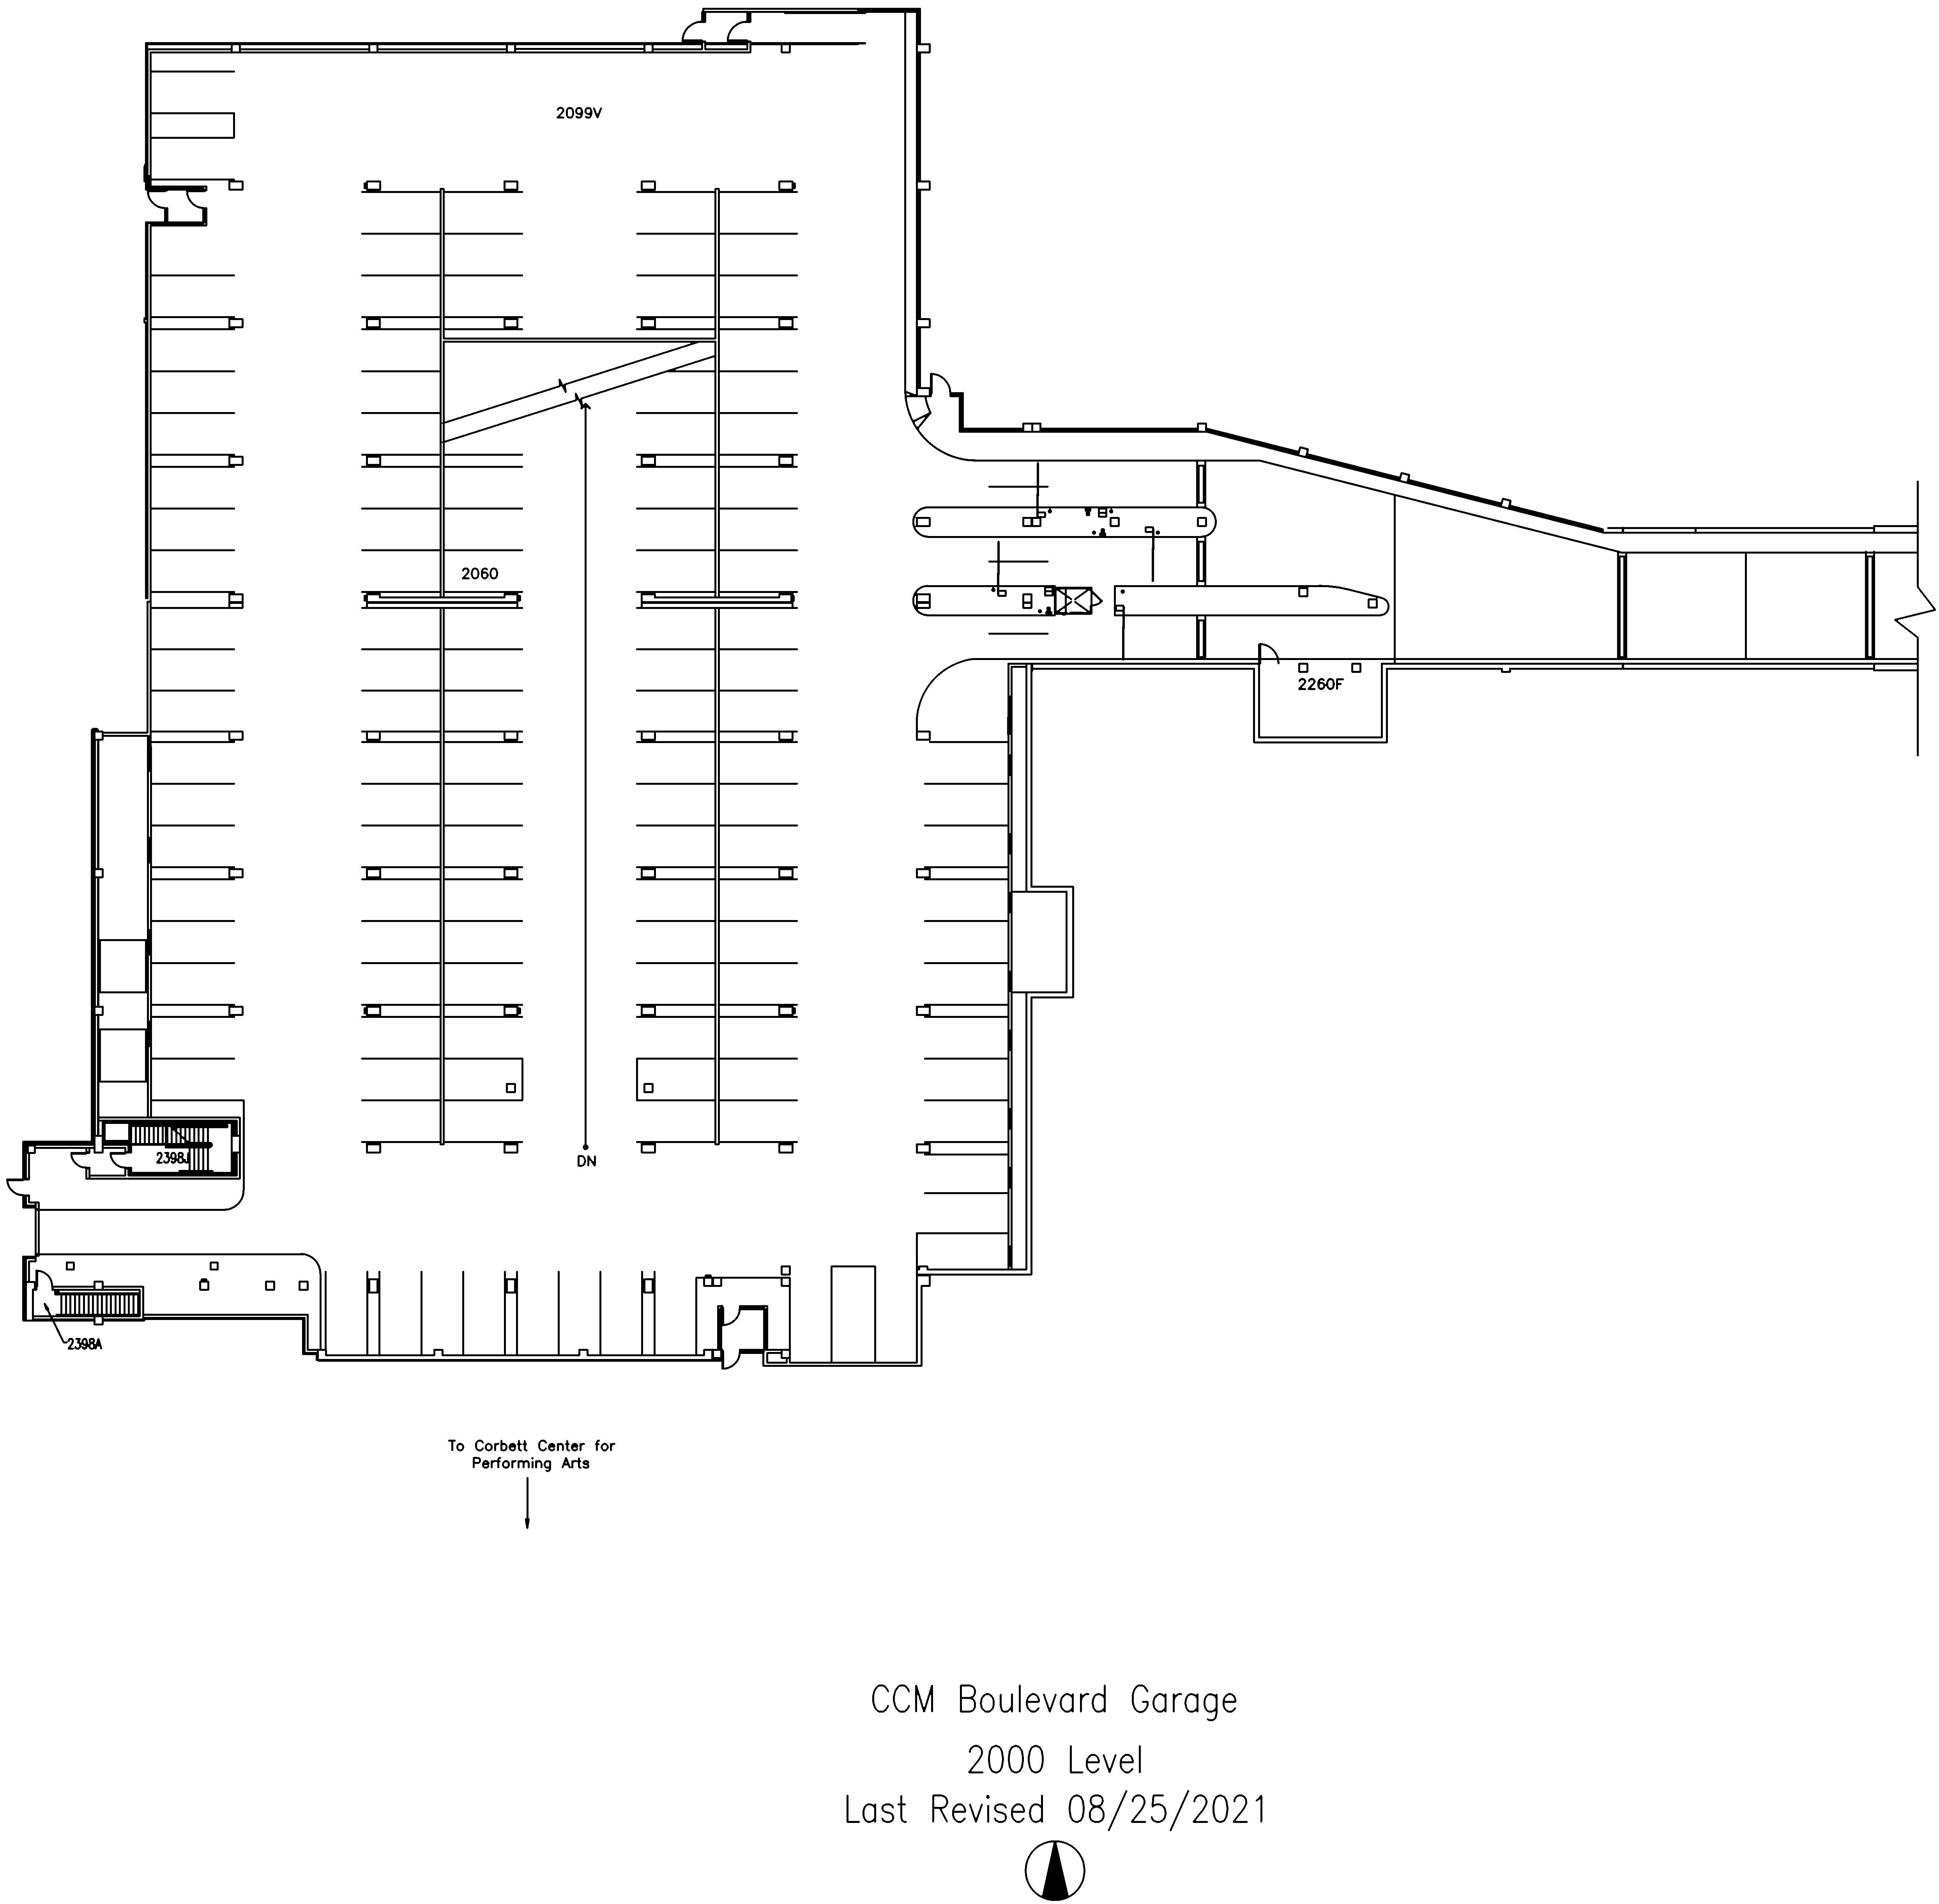 2099V
2060
2260F
2398J
DN
2398A
To Corbett Center for
Performing Arts
CCM Boulevard Garage
2000 Level
Last Revised 08/25/2021